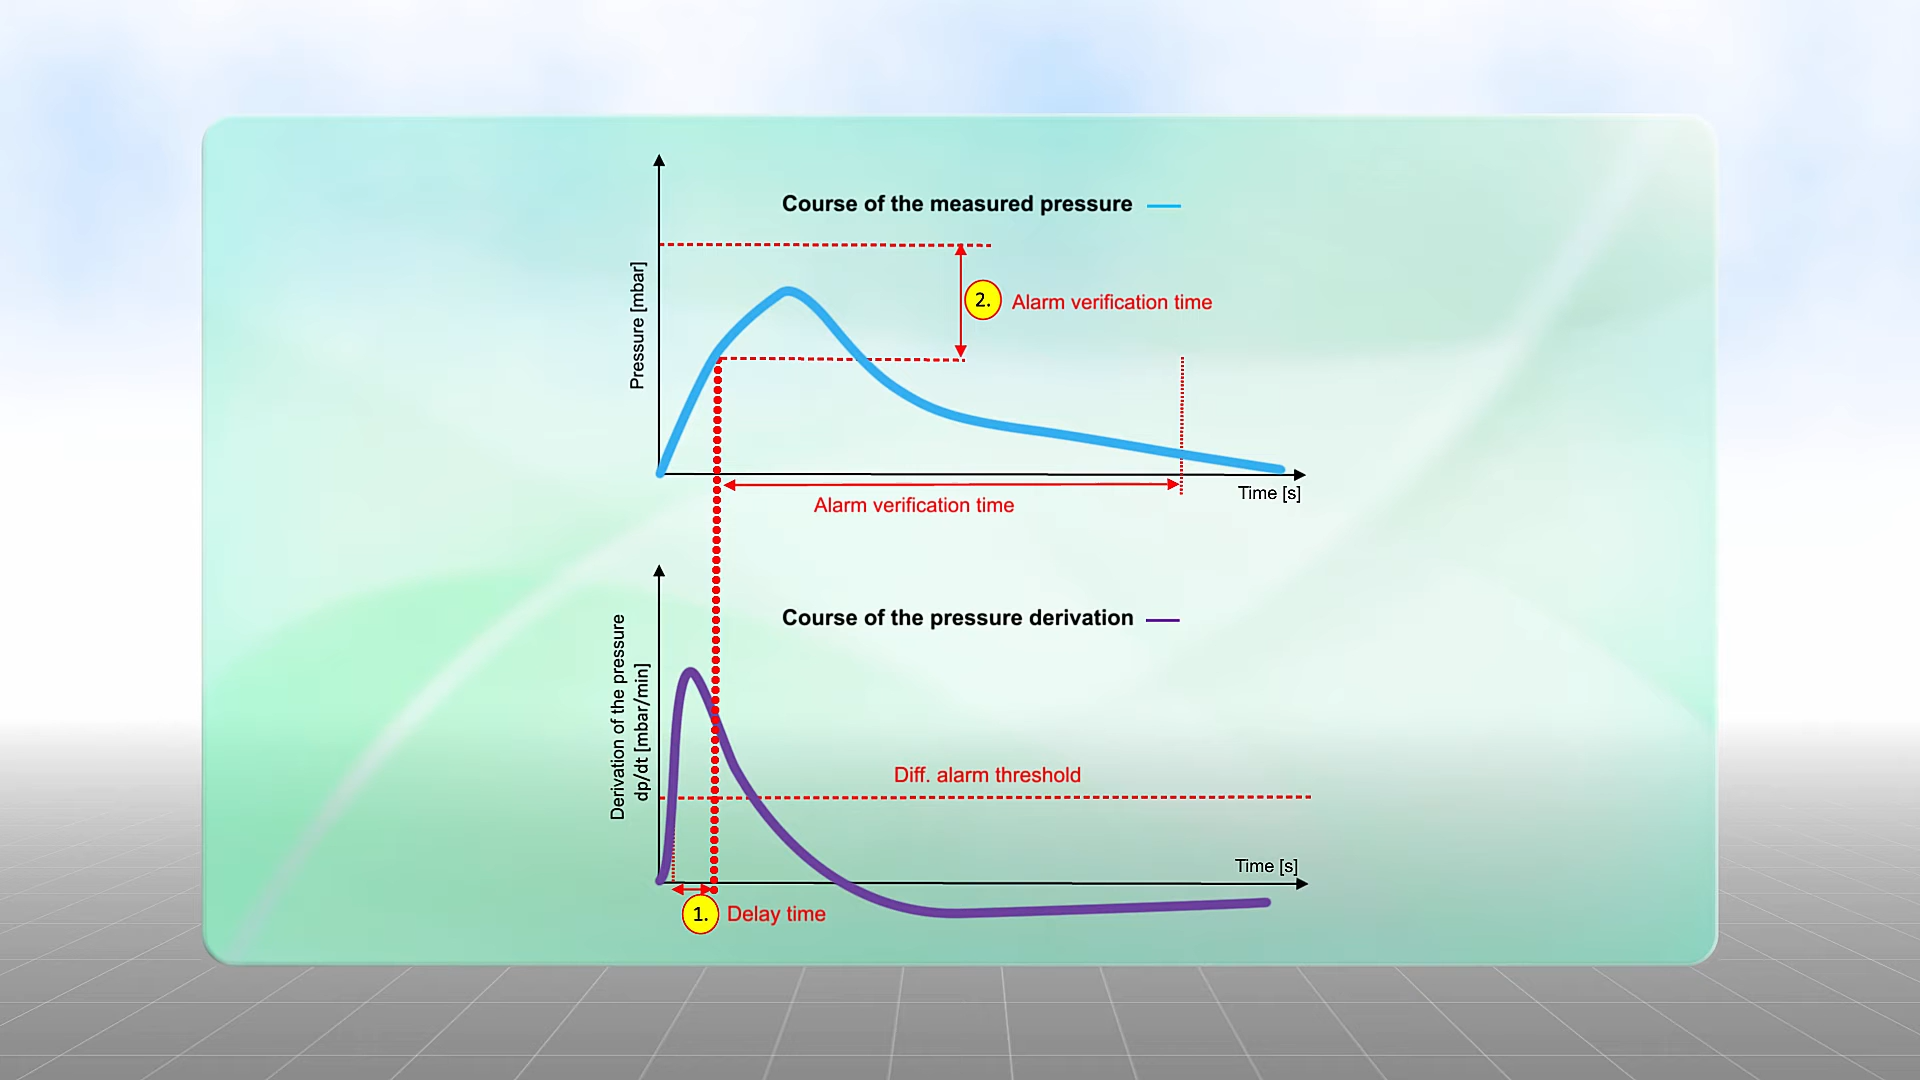 Course of the measured pressure
Pressure [mbar]
2.
Alarm verification time
Time [s]
Alarm verification time
Course of the pressure derivation
Derivation of the pressure
dp/dt [mbar/min]
Diff. alarm threshold
Time [s]
1.
Delay time